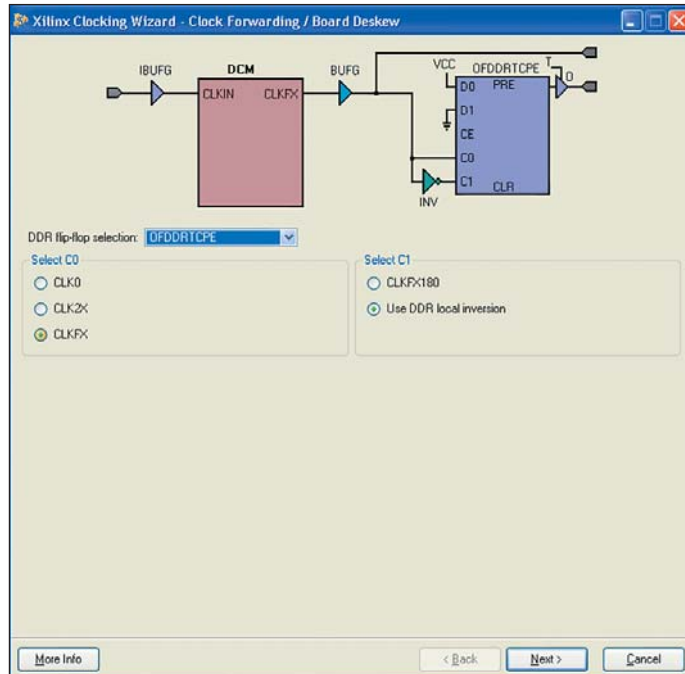 Xilinx Clocking Wizard - Clock Forwarding / Board Deskew
IBUFG
DCM
BUFG
VCC
OFDDRTCPE
T
O
CLKIN
CLKFX
D0
PRE
D1
CE
C0
C1
CLR
INV
DDR flip-flop selection:
OFDDRTCPE
Select C0
CLK0
CLK2X
CLKFX
Select C1
CLKFX180
Use DDR local inversion
More Info
< Back
Next >
Cancel